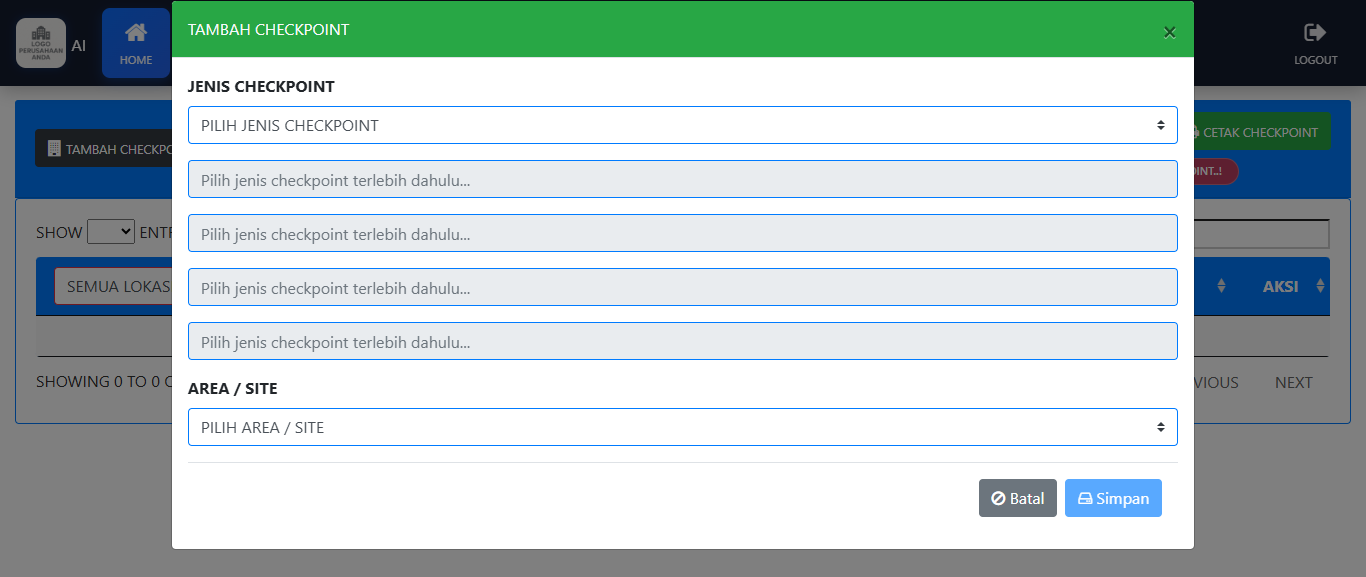 TAMBAH CHECKPOINT
×
LOGO
PERUSAHAAN
ANDA
AI
HOME
LOGOUT
JENIS CHECKPOINT
PILIH JENIS CHECKPOINT
TAMBAH CHECKPO
CETAK CHECKPOINT
Pilih jenis checkpoint terlebih dahulu...
OINT..!
Pilih jenis checkpoint terlebih dahulu...
SHOW
ENTR
Pilih jenis checkpoint terlebih dahulu...
SEMUA LOKAS
AKSI
Pilih jenis checkpoint terlebih dahulu...
SHOWING 0 TO 0 O
VIOUS
NEXT
AREA / SITE
PILIH AREA / SITE
Batal
Simpan